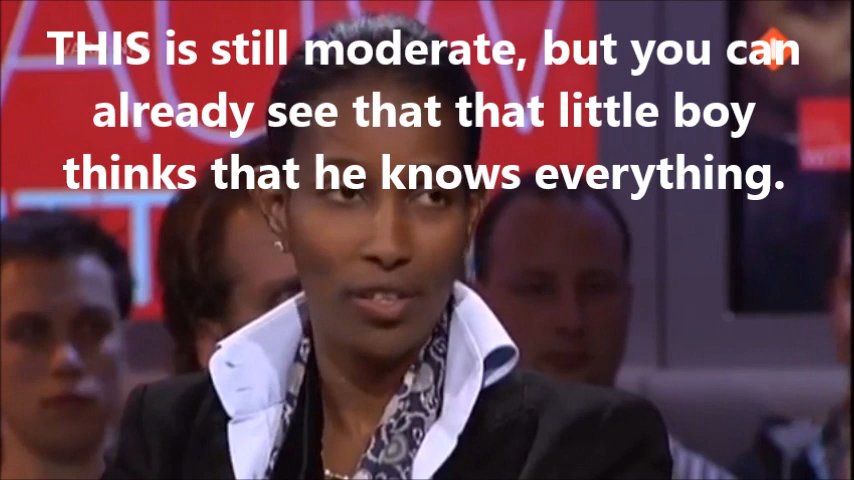 THIS is still moderate, but you can
already see that that little boy
thinks that he knows everything.